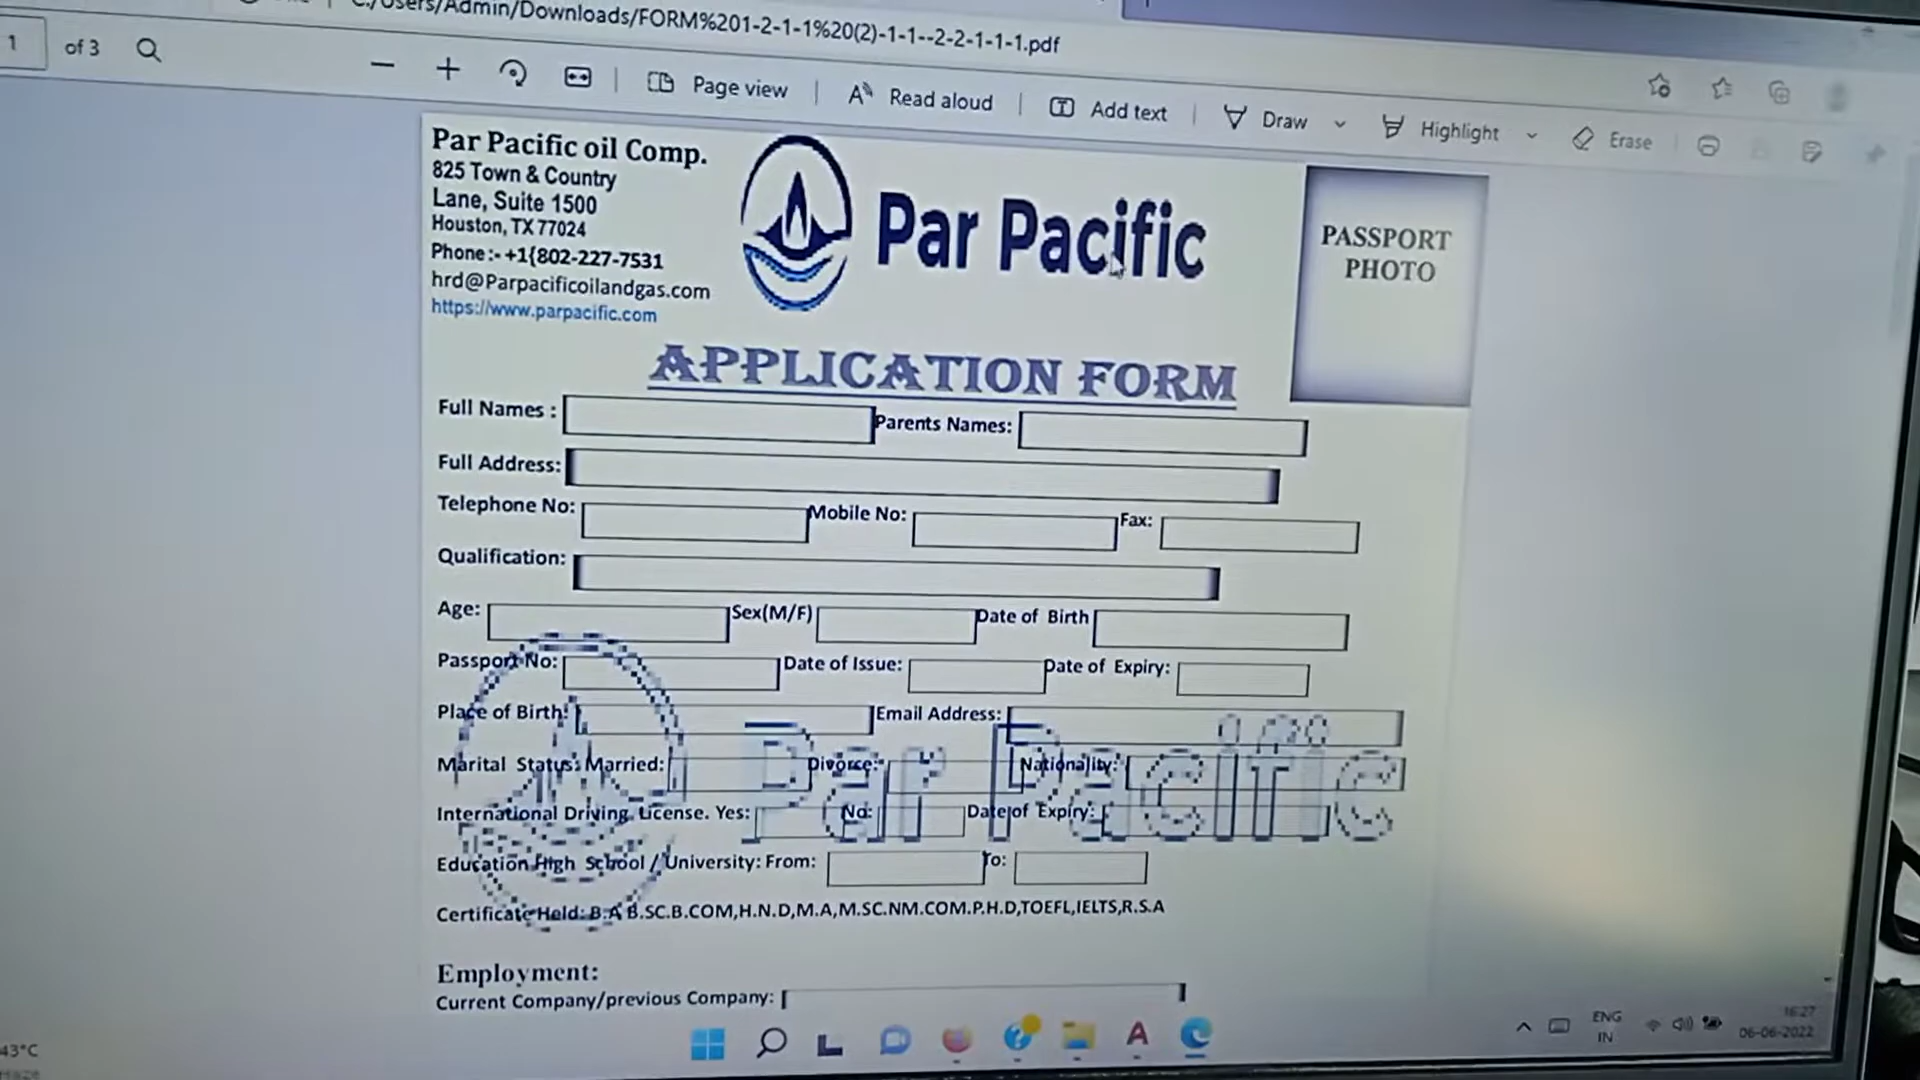 C:/Users/Admin/Downloads/FORM%201-2-1-1%20(2)-1-1--2-2-1-1-1.pdf
1 of 3
Page view
Read aloud
Add text
Draw
Highlight
Erase
Par Pacific oil Comp.
825 Town & Country
Lane, Suite 1500
Houston, TX 77024
Phone :- +1{802-227-7531
hrd@Parpacificoilandgas.com
https://www.parpacific.com
Par Pacific
PASSPORT
PHOTO
APPLICATION FORM
Full Names : Parents Names:
Full Address:
Telephone No: Mobile No: Fax:
Qualification:
Age: Sex(M/F) Date of Birth
Passport No: Date of Issue: Date of Expiry:
Place of Birth: Email Address:
Marital Status: Married: Divorce: Nationality:
Par Pacific
International Driving License. Yes: No: Date of Expiry:
Education High School / University: From: To:
Certificate Held: B.A B.SC.B.COM,H.N.D,M.A,M.SC.NM.COM.P.H.D,TOEFL,IELTS,R.S.A
Employment:
Current Company/previous Company:
43°C
Haze
ENG
IN
16:27
06-06-2022